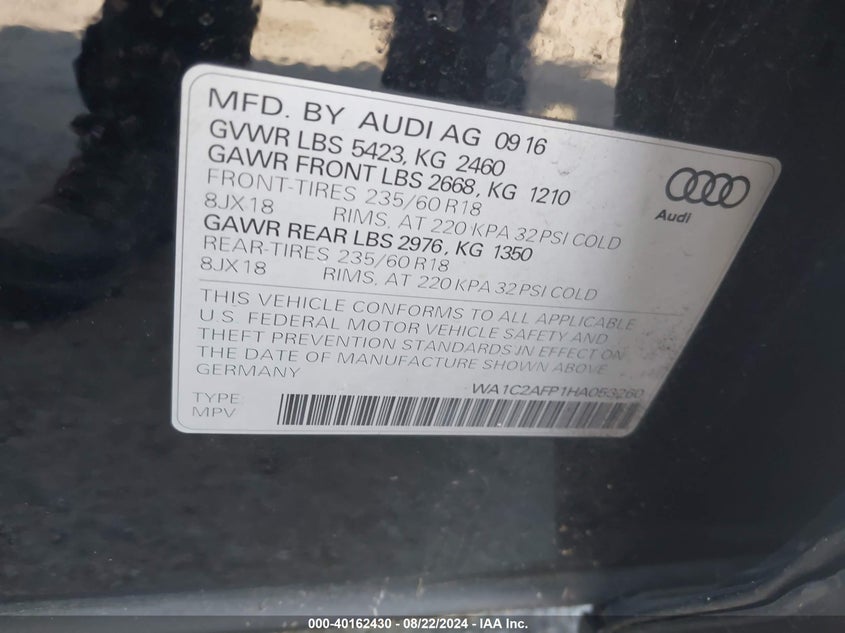 MFD. BY AUDI AG 09 16
GVWR LBS 5423, KG 2460
GAWR FRONT LBS 2668, KG 1210
FRONT-TIRES 235/60 R18
8JX18 RIMS, AT 220 KPA 32 PSI COLD
GAWR REAR LBS 2976, KG 1350
REAR-TIRES 235/60 R18
8JX18 RIMS, AT 220 KPA 32 PSI COLD
Audi
THIS VEHICLE CONFORMS TO ALL APPLICABLE
U.S. FEDERAL MOTOR VEHICLE SAFETY AND
THEFT PREVENTION STANDARDS IN EFFECT ON
THE DATE OF MANUFACTURE SHOWN ABOVE
GERMANY
WA1C2AFP1HA053260
TYPE:
MPV
000-40162430 - 08/22/2024 - IAA Inc.